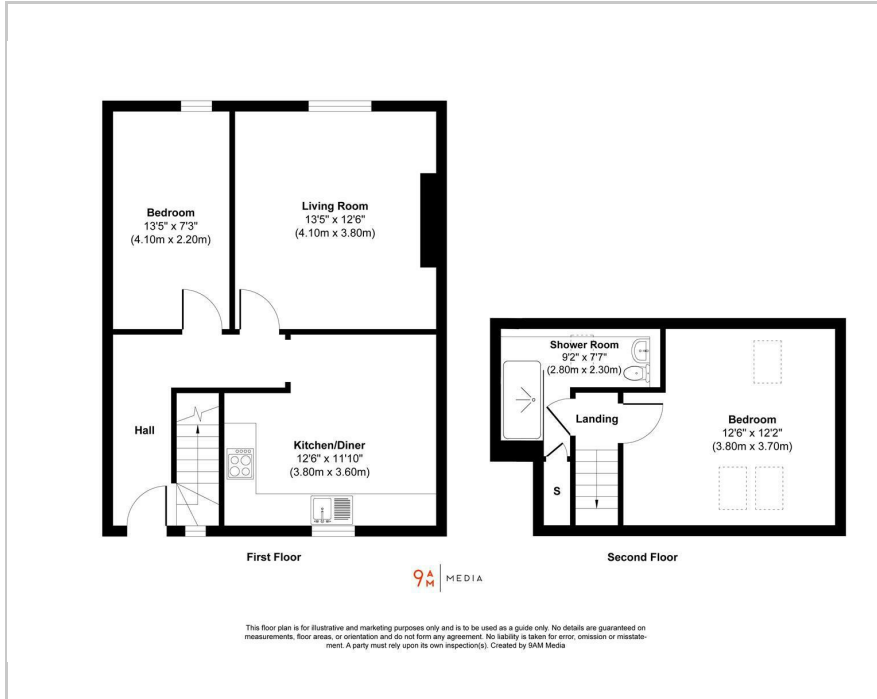 Bedroom
13'5" x 7'3"
(4.10m x 2.20m)
Living Room
13'5" x 12'6"
(4.10m x 3.80m)
Hall
Kitchen/Diner
12'6" x 11'10"
(3.80m x 3.60m)
First Floor
Shower Room
9'2" x 7'7"
(2.80m x 2.30m)
Landing
Bedroom
12'6" x 12'2"
(3.80m x 3.70m)
S
Second Floor
9AM MEDIA
This floor plan is for illustrative and marketing purposes only and is to be used as a guide only. No details are guaranteed on
measurements, floor areas, or orientation and do not form any agreement. No liability is taken for error, omission or misstate-
ment. A party must rely upon its own inspection(s). Created by 9AM Media